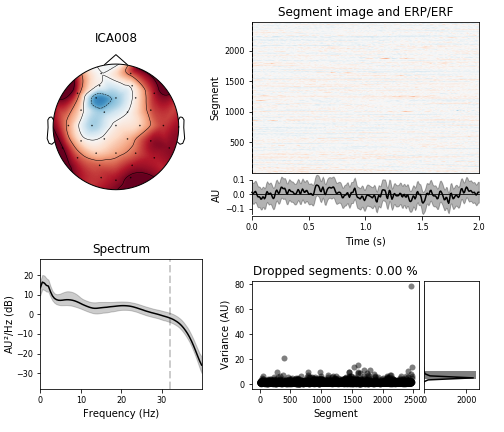 ICA008
Segment image and ERP/ERF
2000
1500
1000
500
Segment
0.1
0.0
−0.1
AU
0.0 0.5 1.0 1.5 2.0
Time (s)
Spectrum
20
10
0
−10
−20
−30
AU²/Hz (dB)
0 10 20 30
Frequency (Hz)
Dropped segments: 0.00 %
80
60
40
20
0
Variance (AU)
0 500 1000 1500 2000 2500
0 2000
Segment